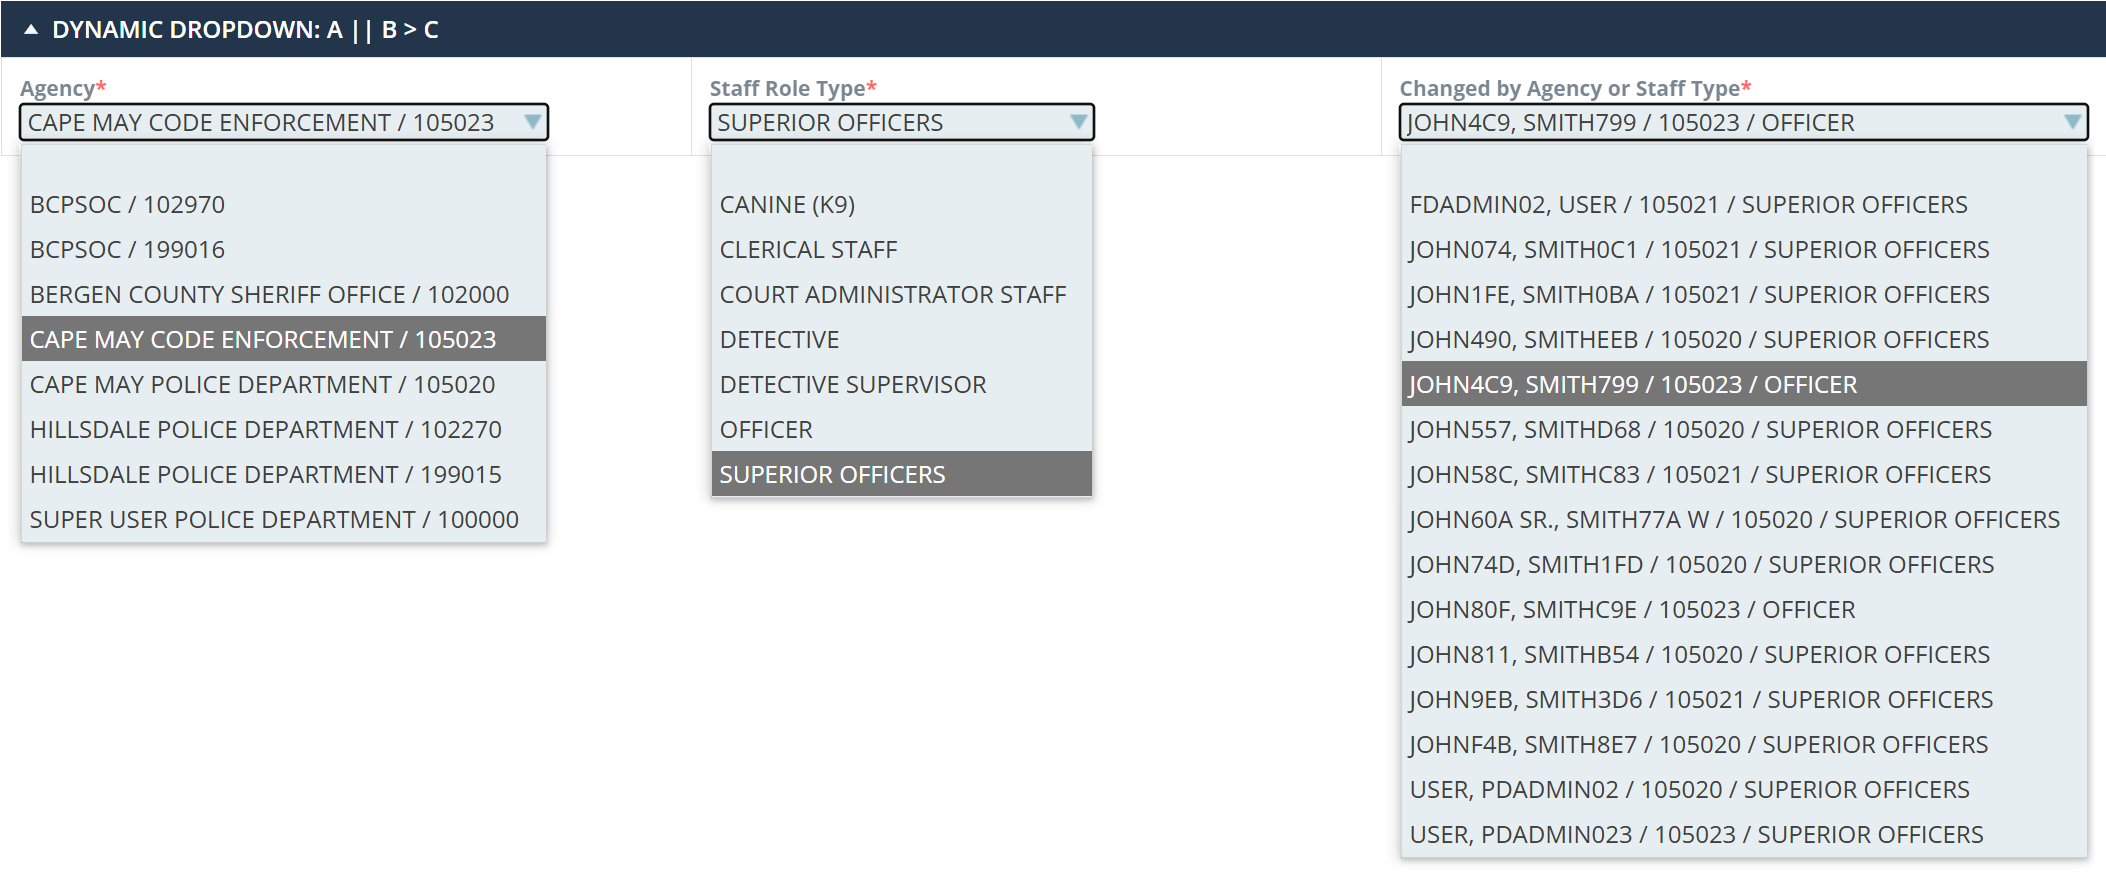 DYNAMIC DROPDOWN: A || B > C
Agency*
CAPE MAY CODE ENFORCEMENT / 105023
BCPSOC / 102970
BCPSOC / 199016
BERGEN COUNTY SHERIFF OFFICE / 102000
CAPE MAY CODE ENFORCEMENT / 105023
CAPE MAY POLICE DEPARTMENT / 105020
HILLSDALE POLICE DEPARTMENT / 102270
HILLSDALE POLICE DEPARTMENT / 199015
SUPER USER POLICE DEPARTMENT / 100000
Staff Role Type*
SUPERIOR OFFICERS
CANINE (K9)
CLERICAL STAFF
COURT ADMINISTRATOR STAFF
DETECTIVE
DETECTIVE SUPERVISOR
OFFICER
SUPERIOR OFFICERS
Changed by Agency or Staff Type*
JOHN4C9, SMITH799 / 105023 / OFFICER
FDADMIN02, USER / 105021 / SUPERIOR OFFICERS
JOHN074, SMITH0C1 / 105021 / SUPERIOR OFFICERS
JOHN1FE, SMITH0BA / 105021 / SUPERIOR OFFICERS
JOHN490, SMITHEEB / 105020 / SUPERIOR OFFICERS
JOHN4C9, SMITH799 / 105023 / OFFICER
JOHN557, SMITHD68 / 105020 / SUPERIOR OFFICERS
JOHN58C, SMITHC83 / 105021 / SUPERIOR OFFICERS
JOHN60A SR., SMITH77A W / 105020 / SUPERIOR OFFICERS
JOHN74D, SMITH1FD / 105020 / SUPERIOR OFFICERS
JOHN80F, SMITHC9E / 105023 / OFFICER
JOHN811, SMITHB54 / 105020 / SUPERIOR OFFICERS
JOHN9EB, SMITH3D6 / 105021 / SUPERIOR OFFICERS
JOHNF4B, SMITH8E7 / 105020 / SUPERIOR OFFICERS
USER, PDADMIN02 / 105020 / SUPERIOR OFFICERS
USER, PDADMIN023 / 105023 / SUPERIOR OFFICERS